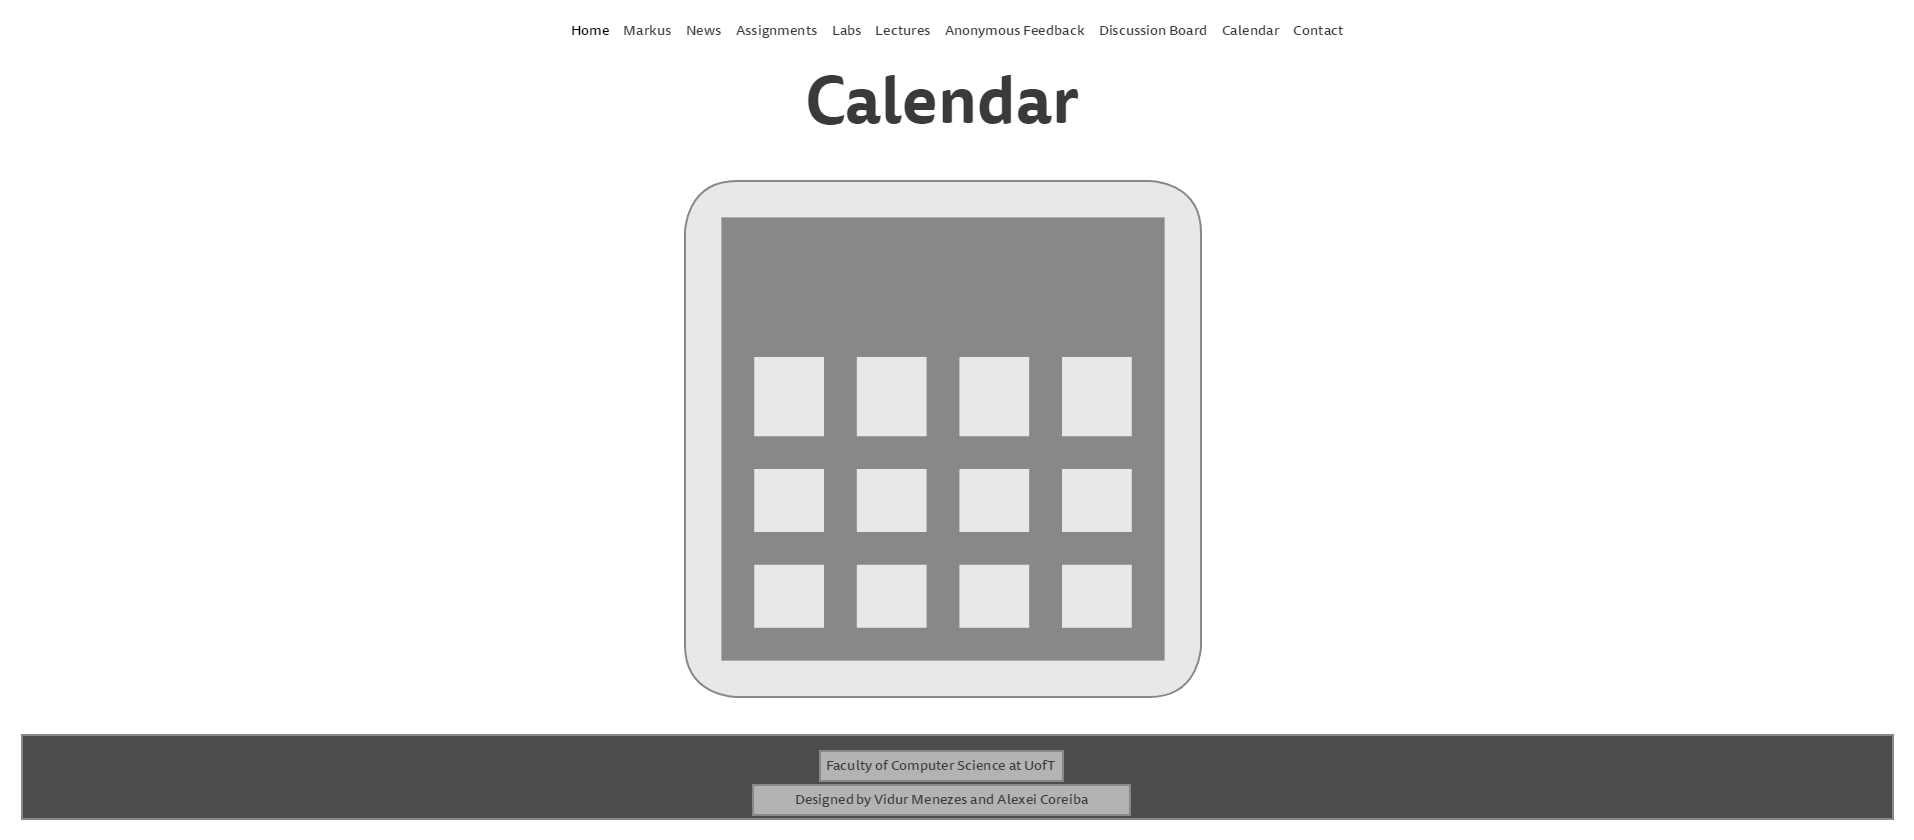 Home Markus News Assignments Labs Lectures Anonymous Feedback Discussion Board Calendar Contact
Calendar
Faculty of Computer Science at UofT
Designed by Vidur Menezes and Alexei Coreiba